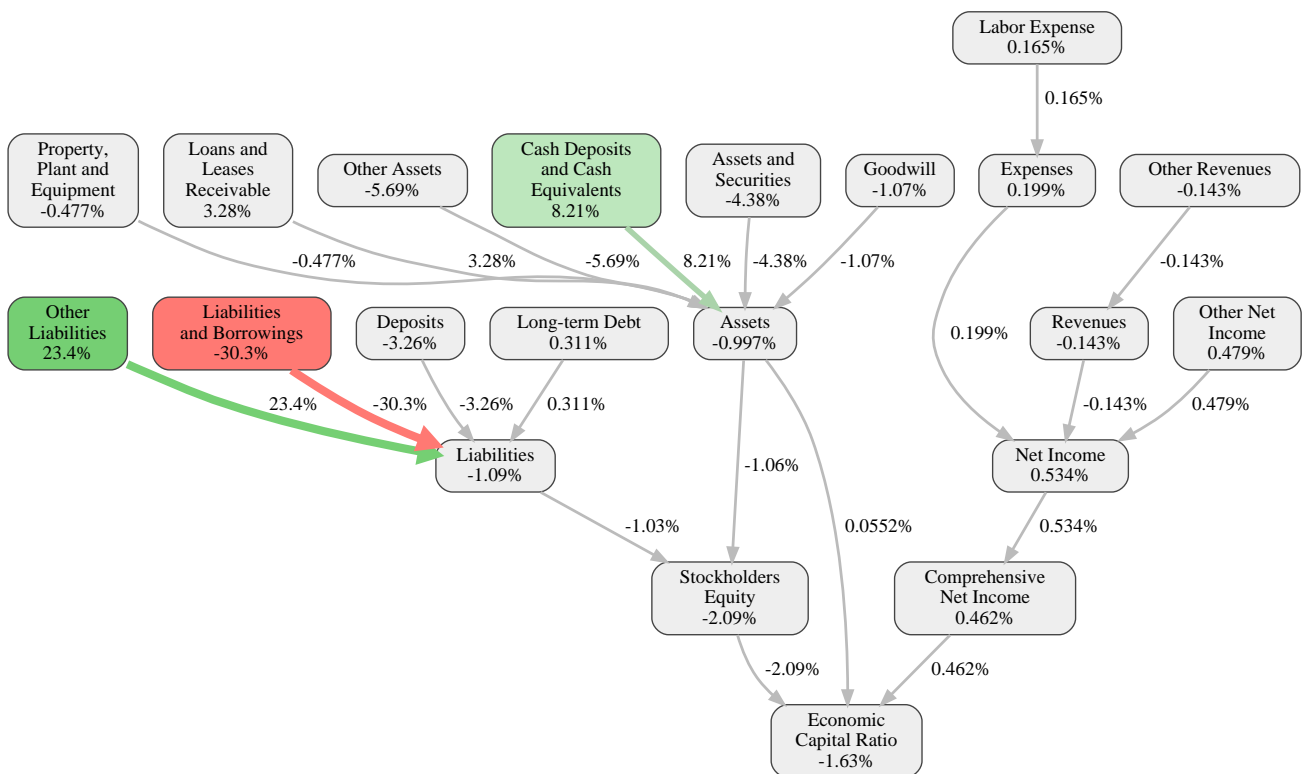 Labor Expense
0.165%
0.165%
Property,
Plant and
Equipment
-0.477%
Loans and
Leases
Receivable
3.28%
Other Assets
-5.69%
Cash Deposits
and Cash
Equivalents
8.21%
Assets and
Securities
-4.38%
Goodwill
-1.07%
Expenses
0.199%
Other Revenues
-0.143%
-0.477%
3.28%
-5.69%
8.21%
-4.38%
-1.07%
-0.143%
Other
Liabilities
23.4%
Liabilities
and Borrowings
-30.3%
Deposits
-3.26%
Long-term Debt
0.311%
Assets
-0.997%
0.199%
Revenues
-0.143%
Other Net
Income
0.479%
23.4%
-30.3%
-3.26%
0.311%
-0.143%
0.479%
Liabilities
-1.09%
-1.06%
Net Income
0.534%
-1.03%
0.0552%
0.534%
Stockholders
Equity
-2.09%
Comprehensive
Net Income
0.462%
-2.09%
0.462%
Economic
Capital Ratio
-1.63%